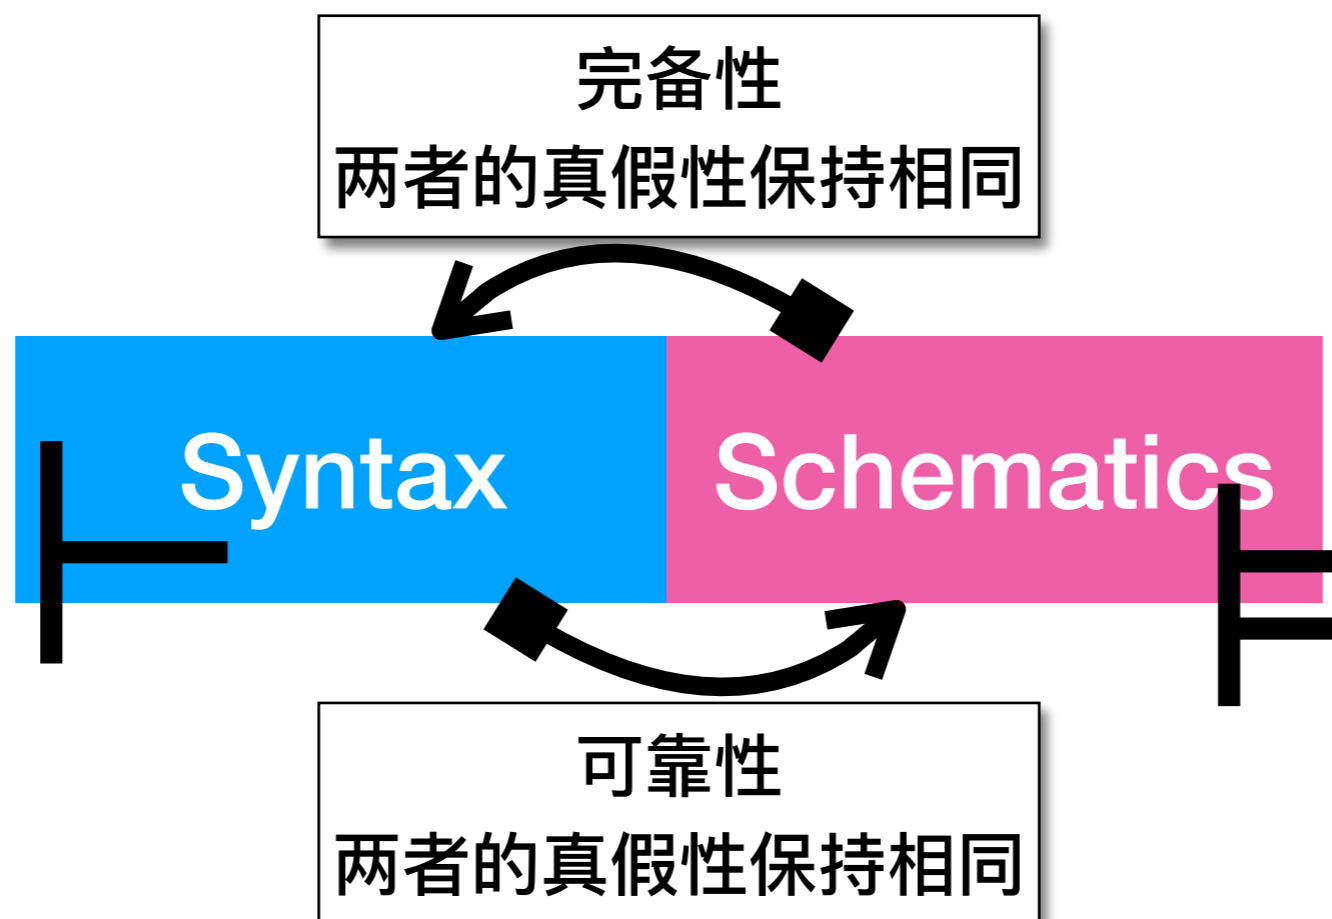 完备性
两者的真假性保持相同
Syntax
Schematics
可靠性
两者的真假性保持相同